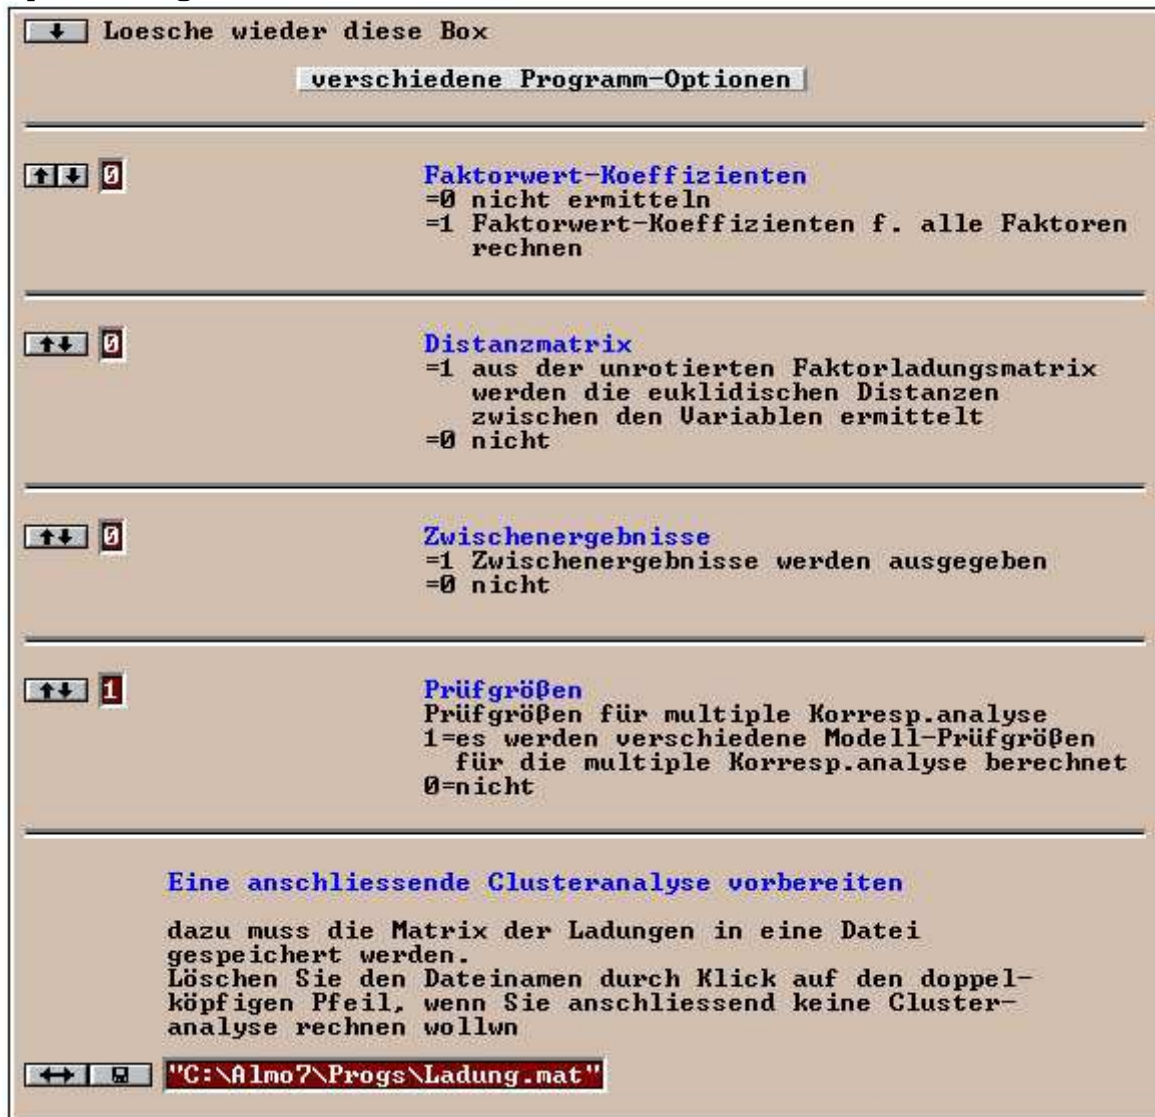 Loesche wieder diese Box
verschiedene Programm-Optionen
0
Faktorwert-Koeffizienten
=0 nicht ermitteln
=1 Faktorwert-Koeffizienten f. alle Faktoren
rechnen
0
Distanzmatrix
=1 aus der unrotierten Faktorladungsmatrix
werden die euklidischen Distanzen
zwischen den Variablen ermittelt
=0 nicht
0
Zwischenergebnisse
=1 Zwischenergebnisse werden ausgegeben
=0 nicht
1
Prüfgrößen
Prüfgrößen für multiple Korresp.analyse
1=es werden verschiedene Modell-Prüfgrößen
für die multiple Korresp.analyse berechnet
0=nicht
Eine anschliessende Clusteranalyse vorbereiten
dazu muss die Matrix der Ladungen in eine Datei
gespeichert werden.
Löschen Sie den Dateinamen durch Klick auf den doppel-
köpfigen Pfeil, wenn Sie anschliessend keine Cluster-
analyse rechnen wollwn
"C:\Almo7\Progs\Ladung.mat"